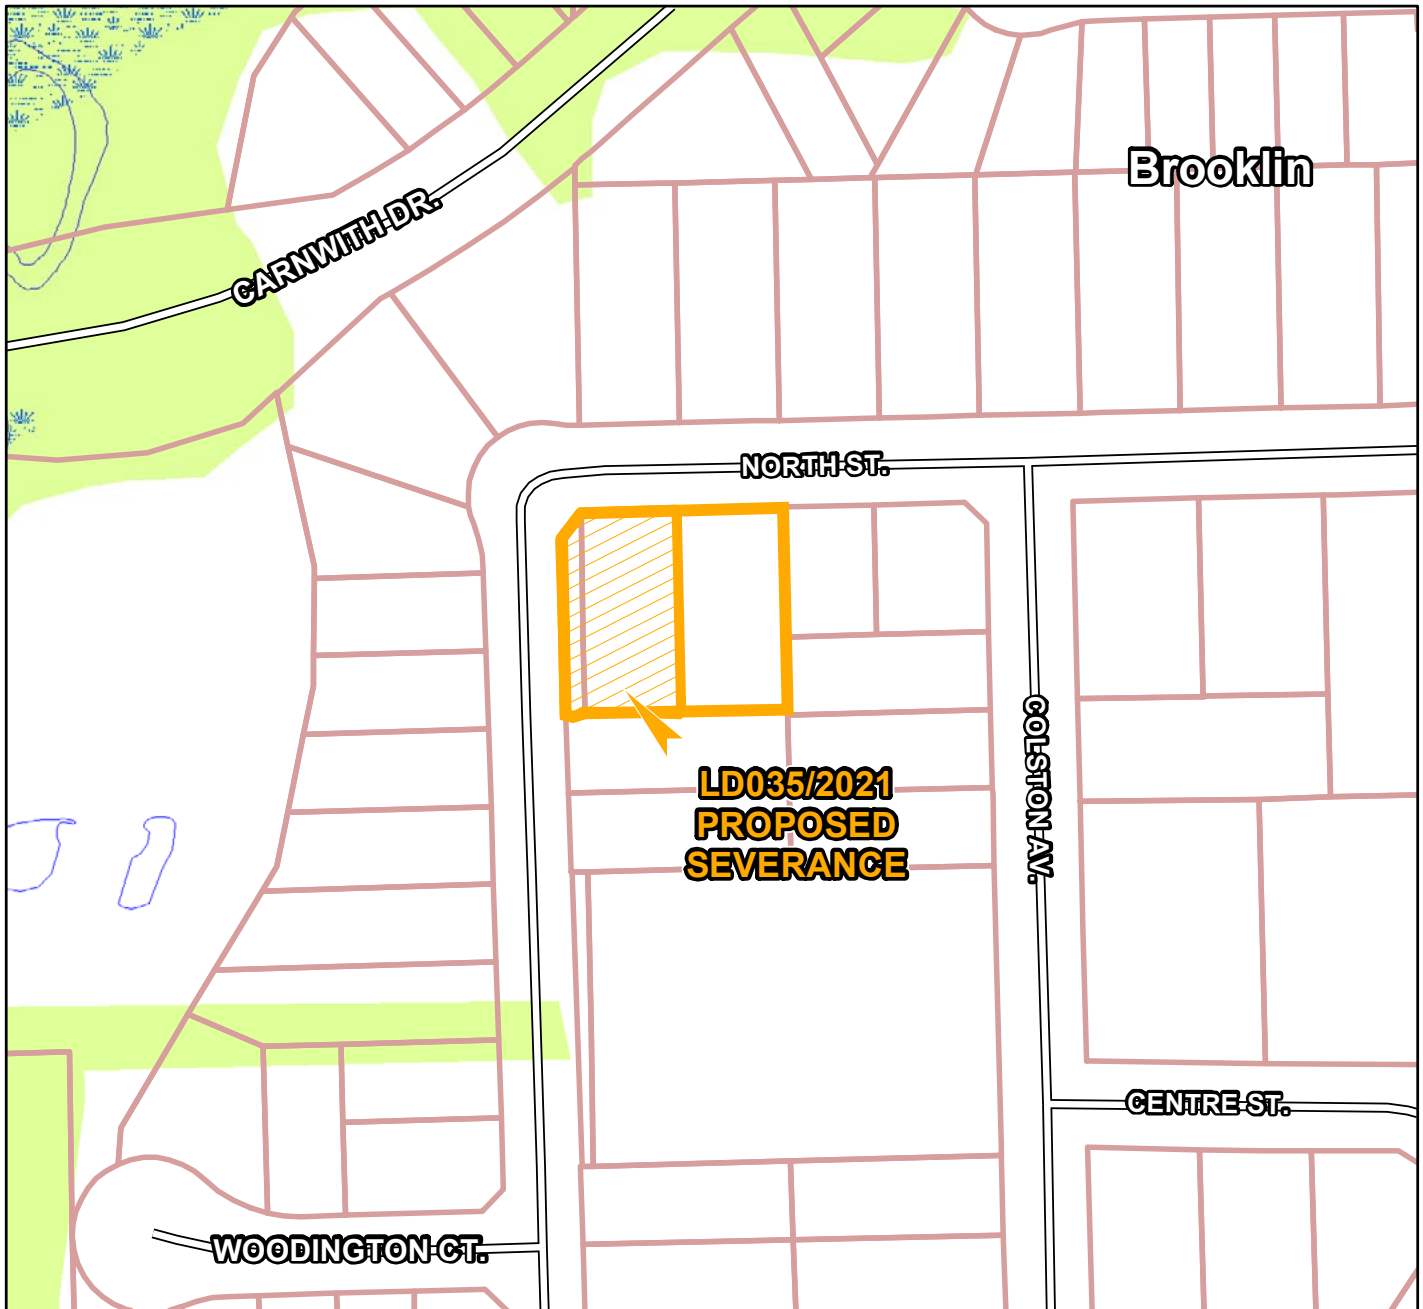 Brooklin
CARNWITH DR.
NORTH ST.
COLSTON AV.
LD035/2021
PROPOSED
SEVERANCE
CENTRE ST.
WOODINGTON CT.